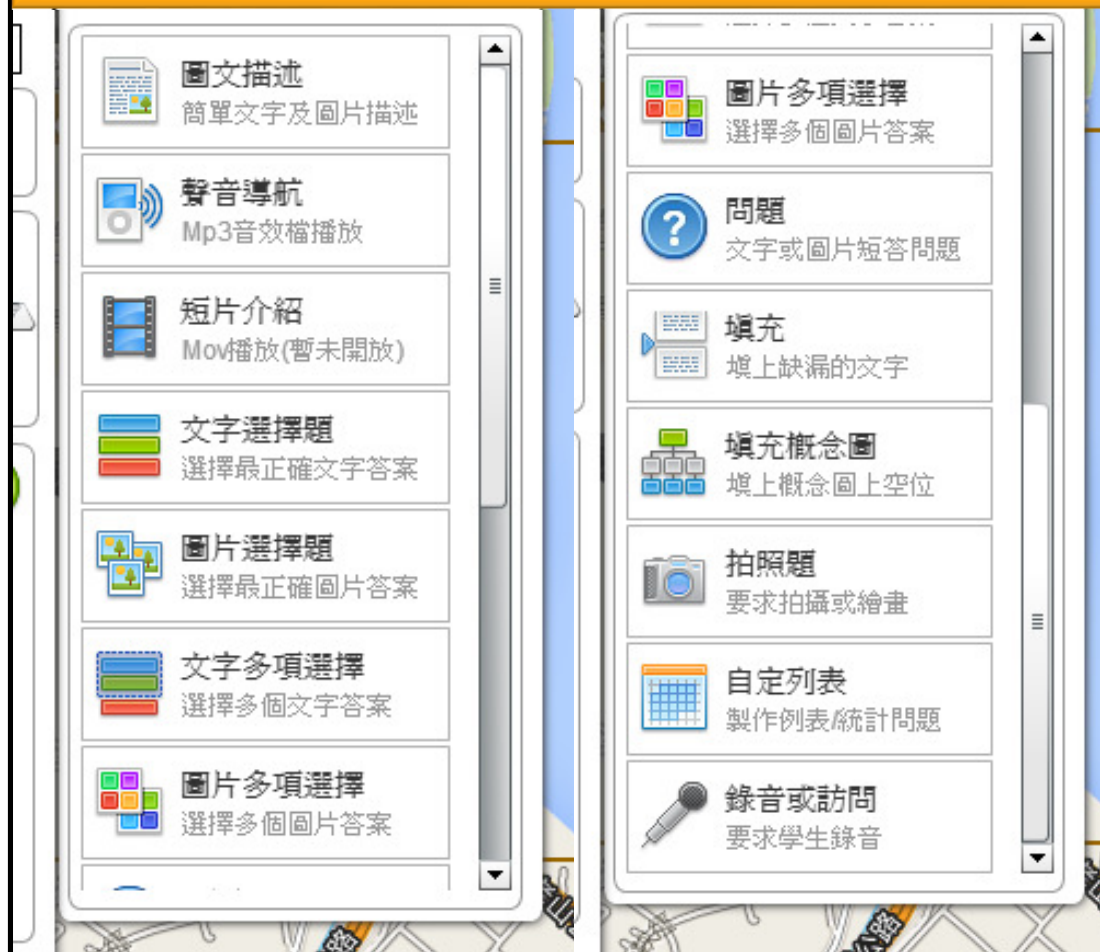 圖文描述
簡單文字及圖片描述
聲音導航
Mp3音效檔播放
短片介紹
Mov播放(暫未開放)
文字選擇題
選擇最正確文字答案
圖片選擇題
選擇最正確圖片答案
文字多項選擇
選擇多個文字答案
圖片多項選擇
選擇多個圖片答案
圖片多項選擇
選擇多個圖片答案
問題
文字或圖片短答問題
填充
填上缺漏的文字
填充概念圖
填上概念圖上空位
拍照題
要求拍攝或繪畫
自定列表
製作例表/統計問題
錄音或訪問
要求學生錄音